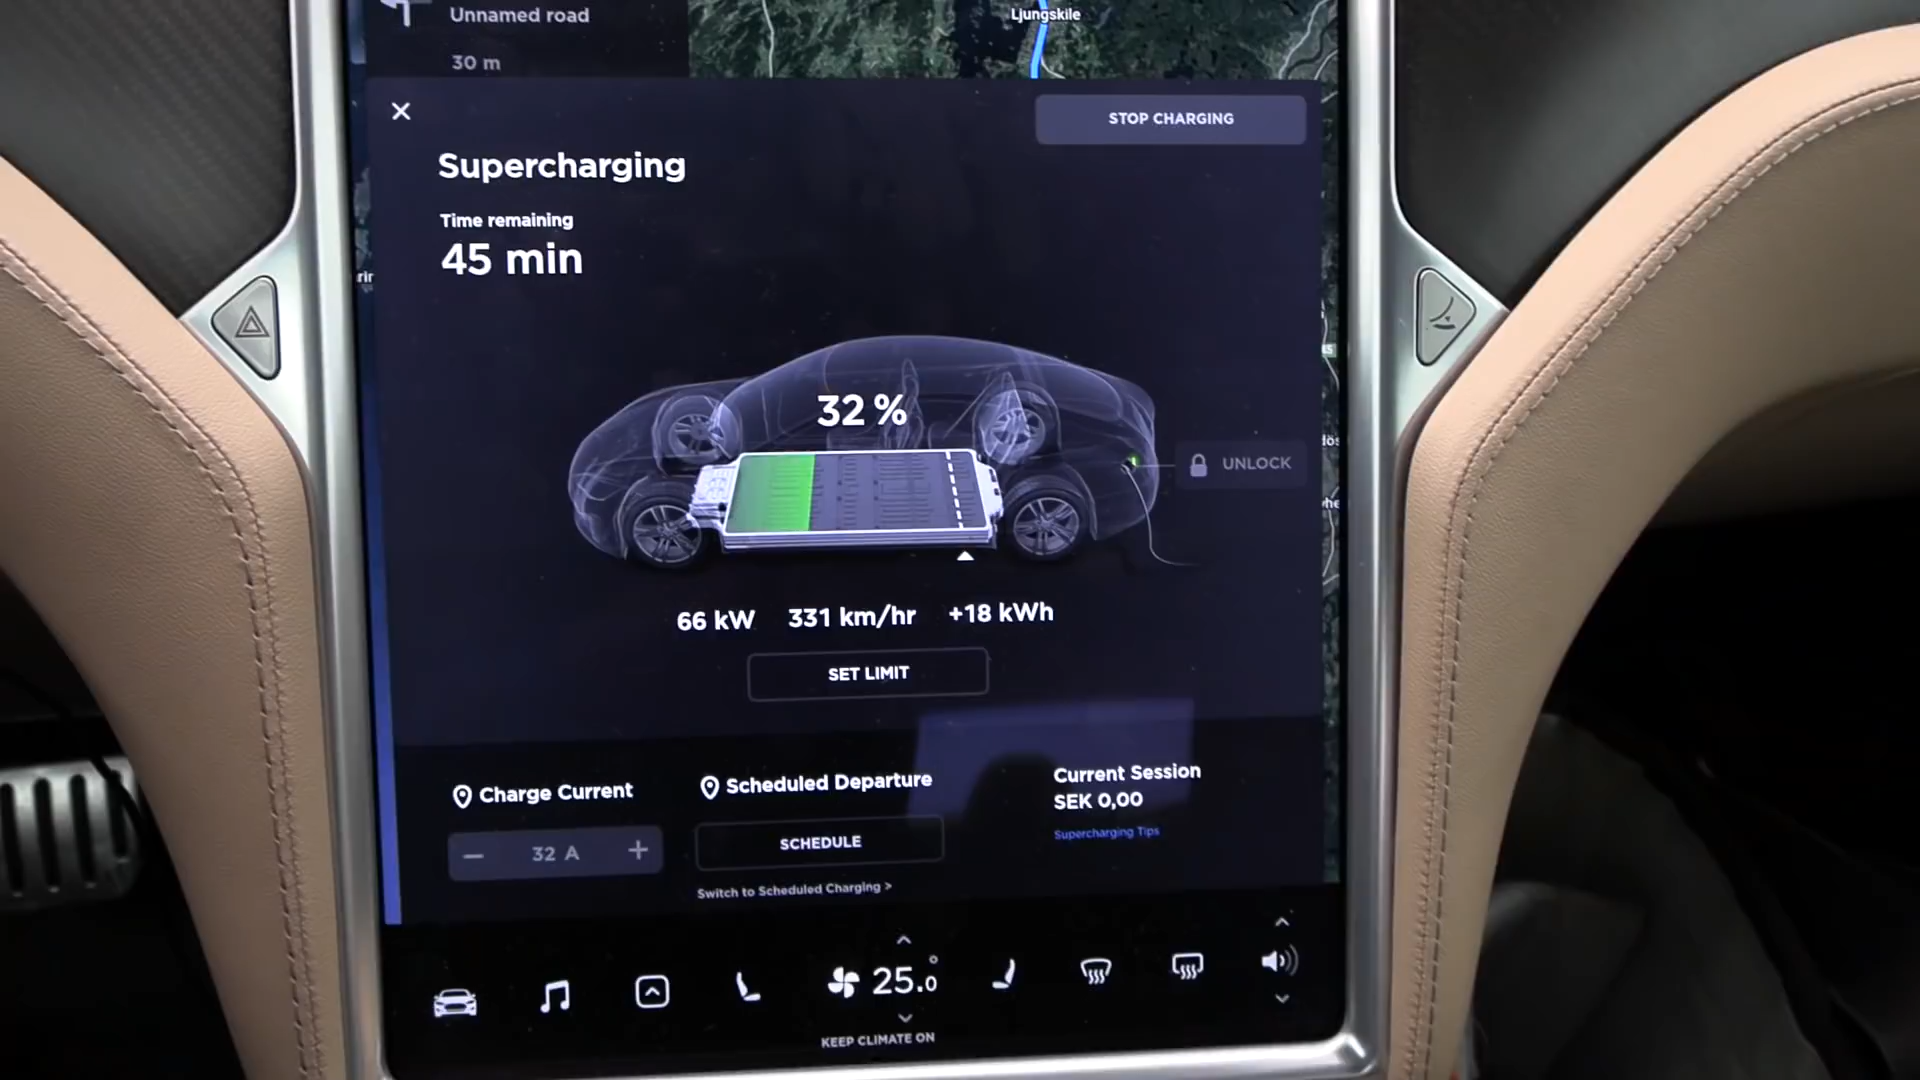 Unnamed road
30 m
Ljungskile
STOP CHARGING
Supercharging
Time remaining
45 min
32 %
UNLOCK
66 kW 331 km/hr +18 kWh
SET LIMIT
Charge Current
32 A
Scheduled Departure
SCHEDULE
Switch to Scheduled Charging >
Current Session
SEK 0,00
Supercharging Tips
25.0°
KEEP CLIMATE ON